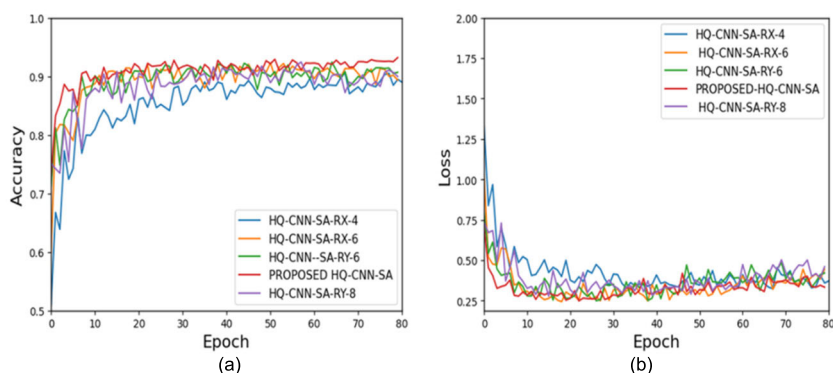 1.0
0.9
0.8
0.7
0.6
0.5
Accuracy
0 10 20 30 40 50 60 70 80
Epoch
HQ-CNN-SA-RX-4
HQ-CNN-SA-RX-6
HQ-CNN--SA-RY-6
PROPOSED HQ-CNN-SA
HQ-CNN-SA-RY-8
(a)
2.00
1.75
1.50
1.25
1.00
0.75
0.50
0.25
Loss
0 10 20 30 40 50 60 70 80
Epoch
HQ-CNN-SA-RX-4
HQ-CNN-SA-RX-6
HQ-CNN-SA-RY-6
PROPOSED-HQ-CNN-SA
HQ-CNN-SA-RY-8
(b)